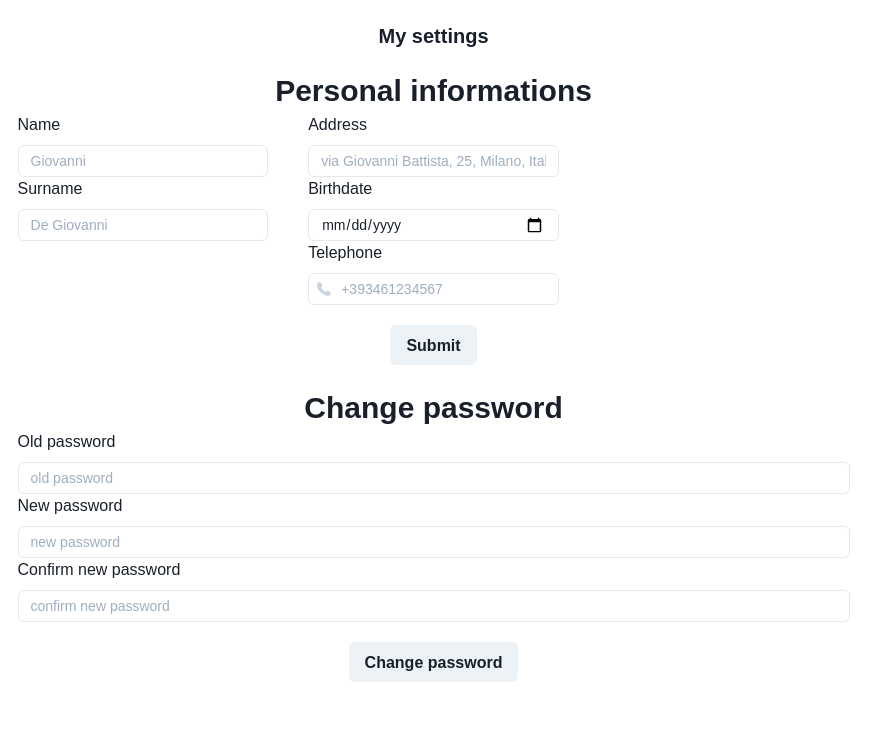 My settings
Personal informations
Name
Giovanni
Surname
De Giovanni
Address
via Giovanni Battista, 25, Milano, Ital
Birthdate
mm/dd/yyyy
Telephone
+393461234567
Submit
Change password
Old password
old password
New password
new password
Confirm new password
confirm new password
Change password